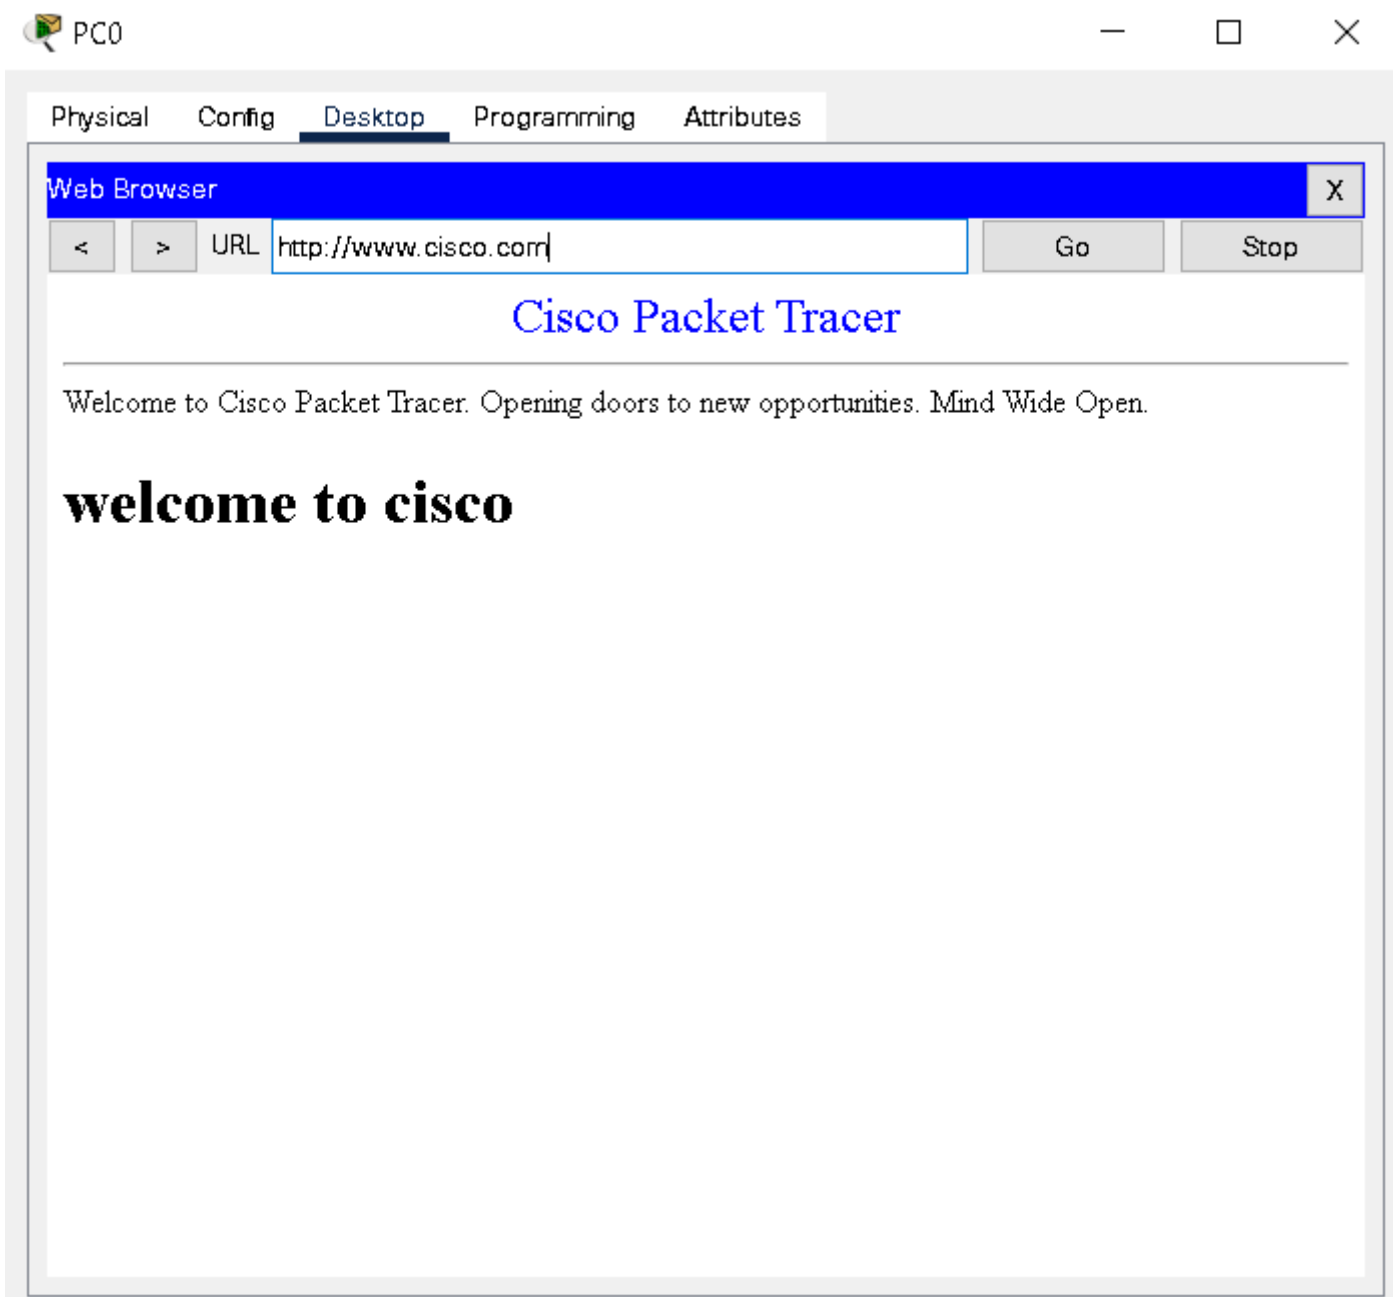 PC0
Physical Config Desktop Programming Attributes
Web Browser X
< > URL http://www.cisco.com Go Stop
Cisco Packet Tracer
Welcome to Cisco Packet Tracer. Opening doors to new opportunities. Mind Wide Open.
welcome to cisco